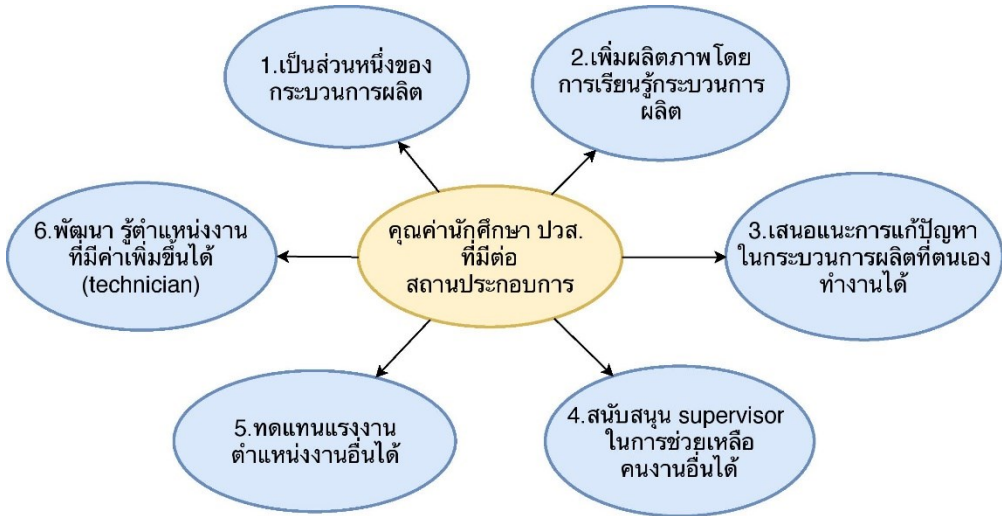 1.เป็นส่วนหนึ่งของ
กระบวนการผลิต
2.เพิ่มผลิตภาพโดย
การเรียนรู้กระบวนการ
ผลิต
คุณค่านักศึกษา ปวส.
ที่มีต่อ
สถานประกอบการ
3.เสนอแนะการแก้ปัญหา
ในกระบวนการผลิตที่ตนเอง
ทำงานได้
4.สนับสนุน supervisor
ในการช่วยเหลือ
คนงานอื่นได้
5.ทดแทนแรงงาน
ตำแหน่งงานอื่นได้
6.พัฒนา รู้ตำแหน่งงาน
ที่มีค่าเพิ่มขึ้นได้
(technician)